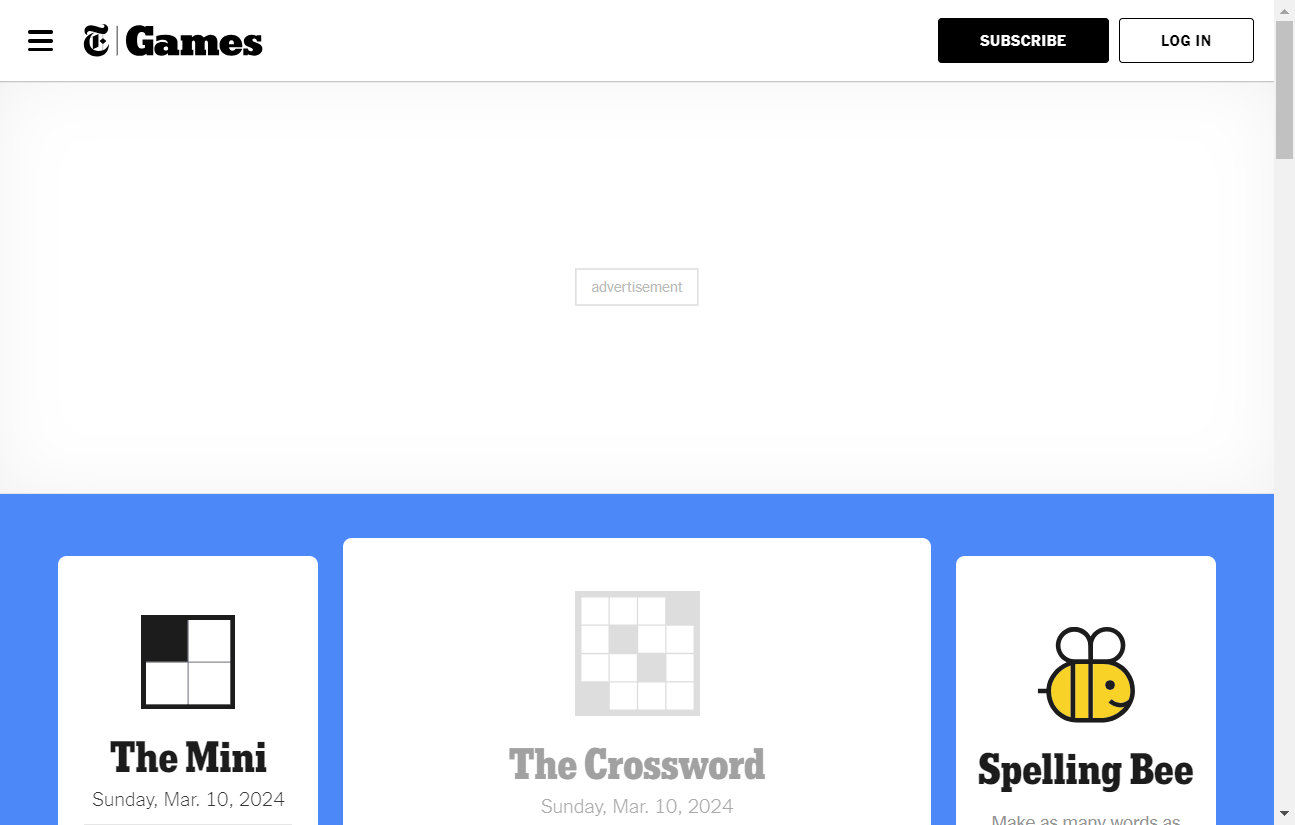 T Games
SUBSCRIBE
LOG IN
advertisement
The Mini
Sunday, Mar. 10, 2024
The Crossword
Sunday, Mar. 10, 2024
Spelling Bee
Make as many words as